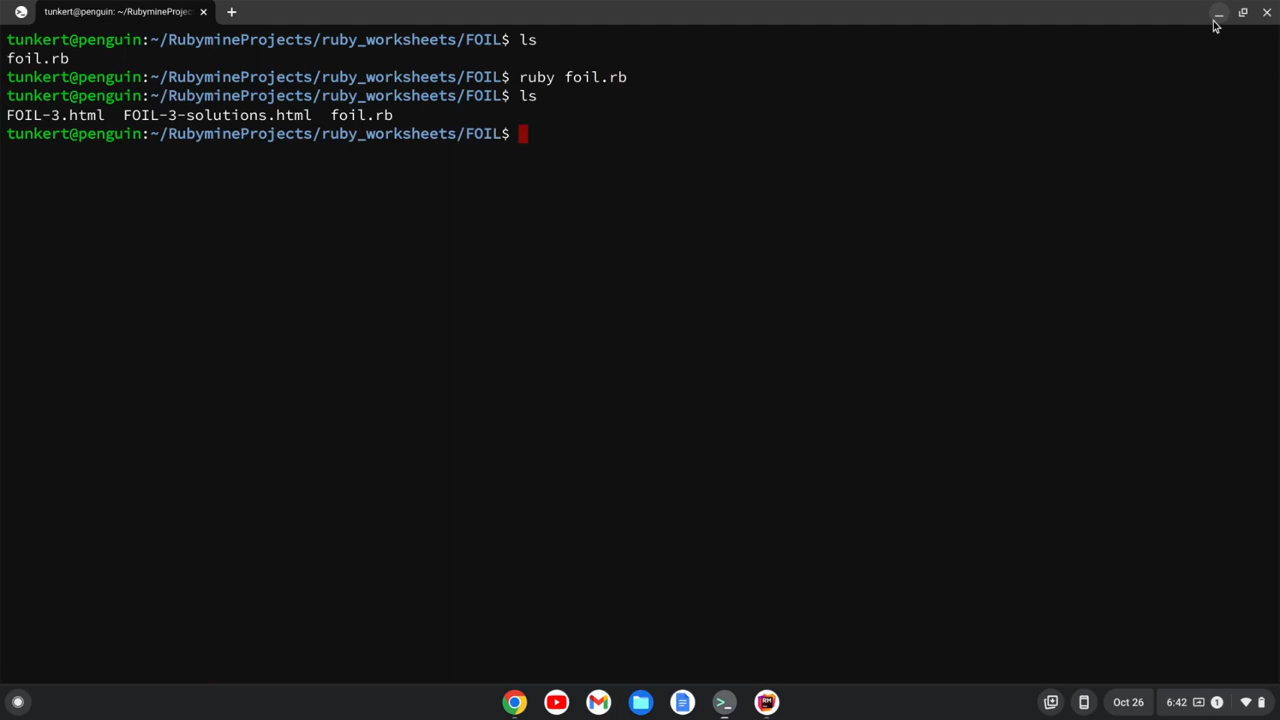 tunkert@penguin: ~/RubymineProjec
tunkert@penguin:~/RubymineProjects/ruby_worksheets/FOIL$ ls
foil.rb
tunkert@penguin:~/RubymineProjects/ruby_worksheets/FOIL$ ruby foil.rb
tunkert@penguin:~/RubymineProjects/ruby_worksheets/FOIL$ ls
FOIL-3.html FOIL-3-solutions.html foil.rb
tunkert@penguin:~/RubymineProjects/ruby_worksheets/FOIL$
RM
Oct 26
6:42
1